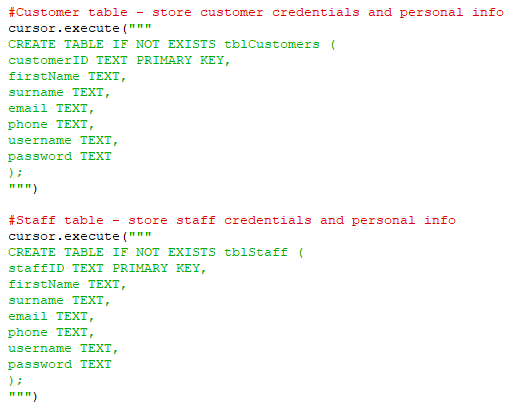 #Customer table - store customer credentials and personal info
cursor.execute("""
CREATE TABLE IF NOT EXISTS tblCustomers (
customerID TEXT PRIMARY KEY,
firstName TEXT,
surname TEXT,
email TEXT,
phone TEXT,
username TEXT,
password TEXT
);
""")

#Staff table - store staff credentials and personal info
cursor.execute("""
CREATE TABLE IF NOT EXISTS tblStaff (
staffID TEXT PRIMARY KEY,
firstName TEXT,
surname TEXT,
email TEXT,
phone TEXT,
username TEXT,
password TEXT
);
""")